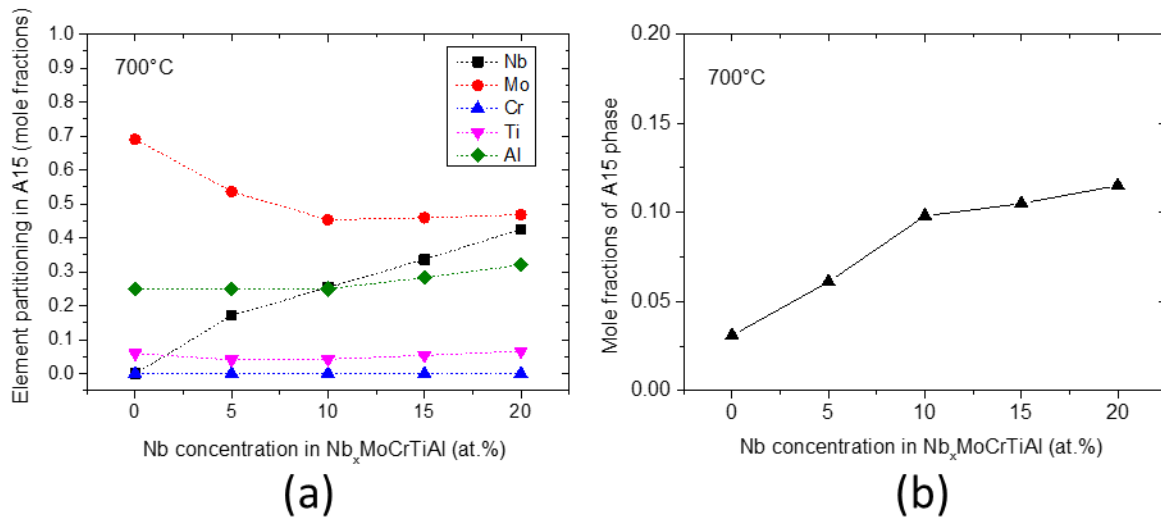 1.0
0.9
0.8
0.7
0.6
0.5
0.4
0.3
0.2
0.1
0.0
Element partitioning in A15 (mole fractions)
700°C
Nb
Mo
Cr
Ti
Al
0 5 10 15 20
Nb concentration in NbₓMoCrTiAl (at.%)
(a)
0.20
0.15
0.10
0.05
0.00
Mole fractions of A15 phase
700°C
0 5 10 15 20
Nb concentration in NbₓMoCrTiAl (at.%)
(b)